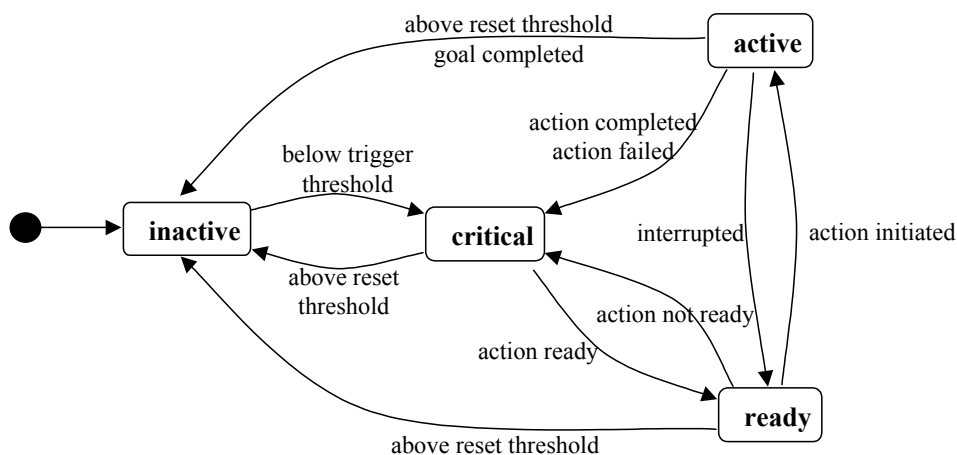 above reset threshold
goal completed
active
action completed
action failed
below trigger
threshold
inactive
critical
interrupted
action initiated
above reset
threshold
action not ready
action ready
ready
above reset threshold